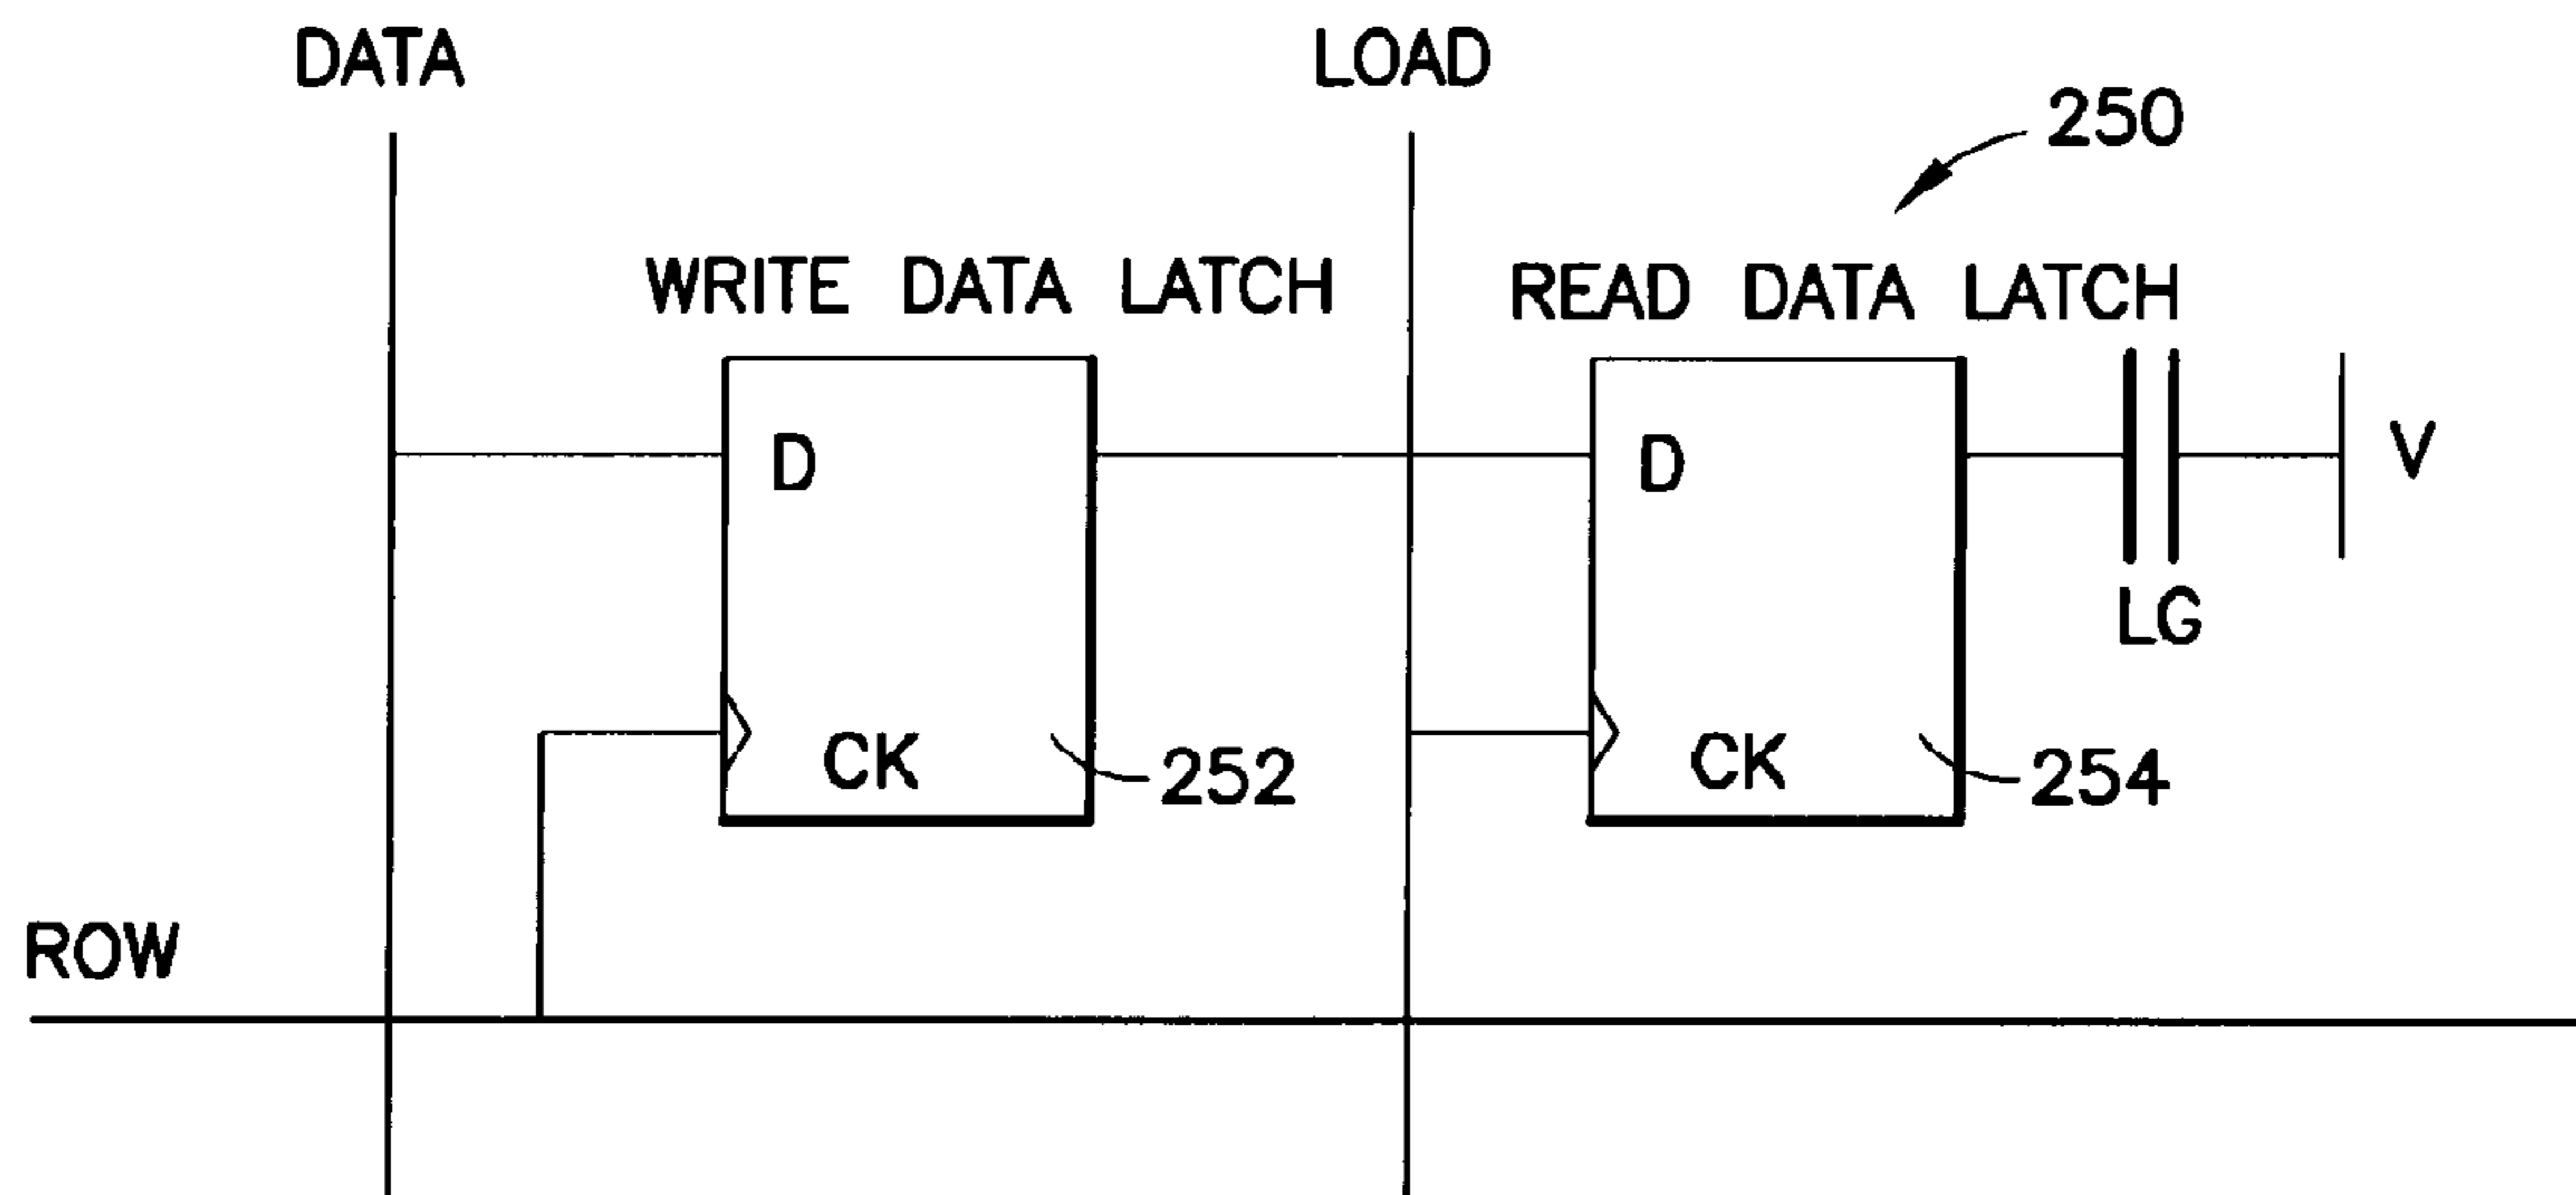 DATA
LOAD
250
WRITE DATA LATCH
READ DATA LATCH
D
D
V
LG
CK
252
CK
254
ROW